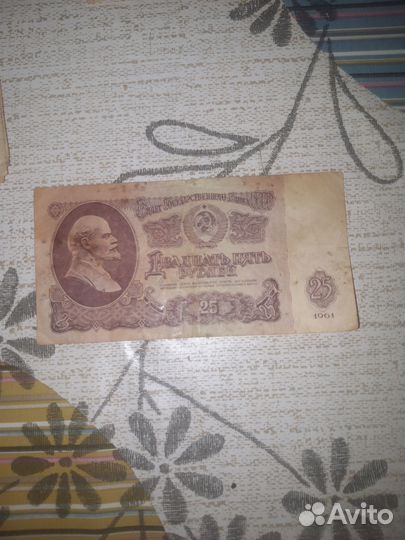 Билет Государственного Банка СССР
Двадцать пять
рублей
25
25
1961
Avito